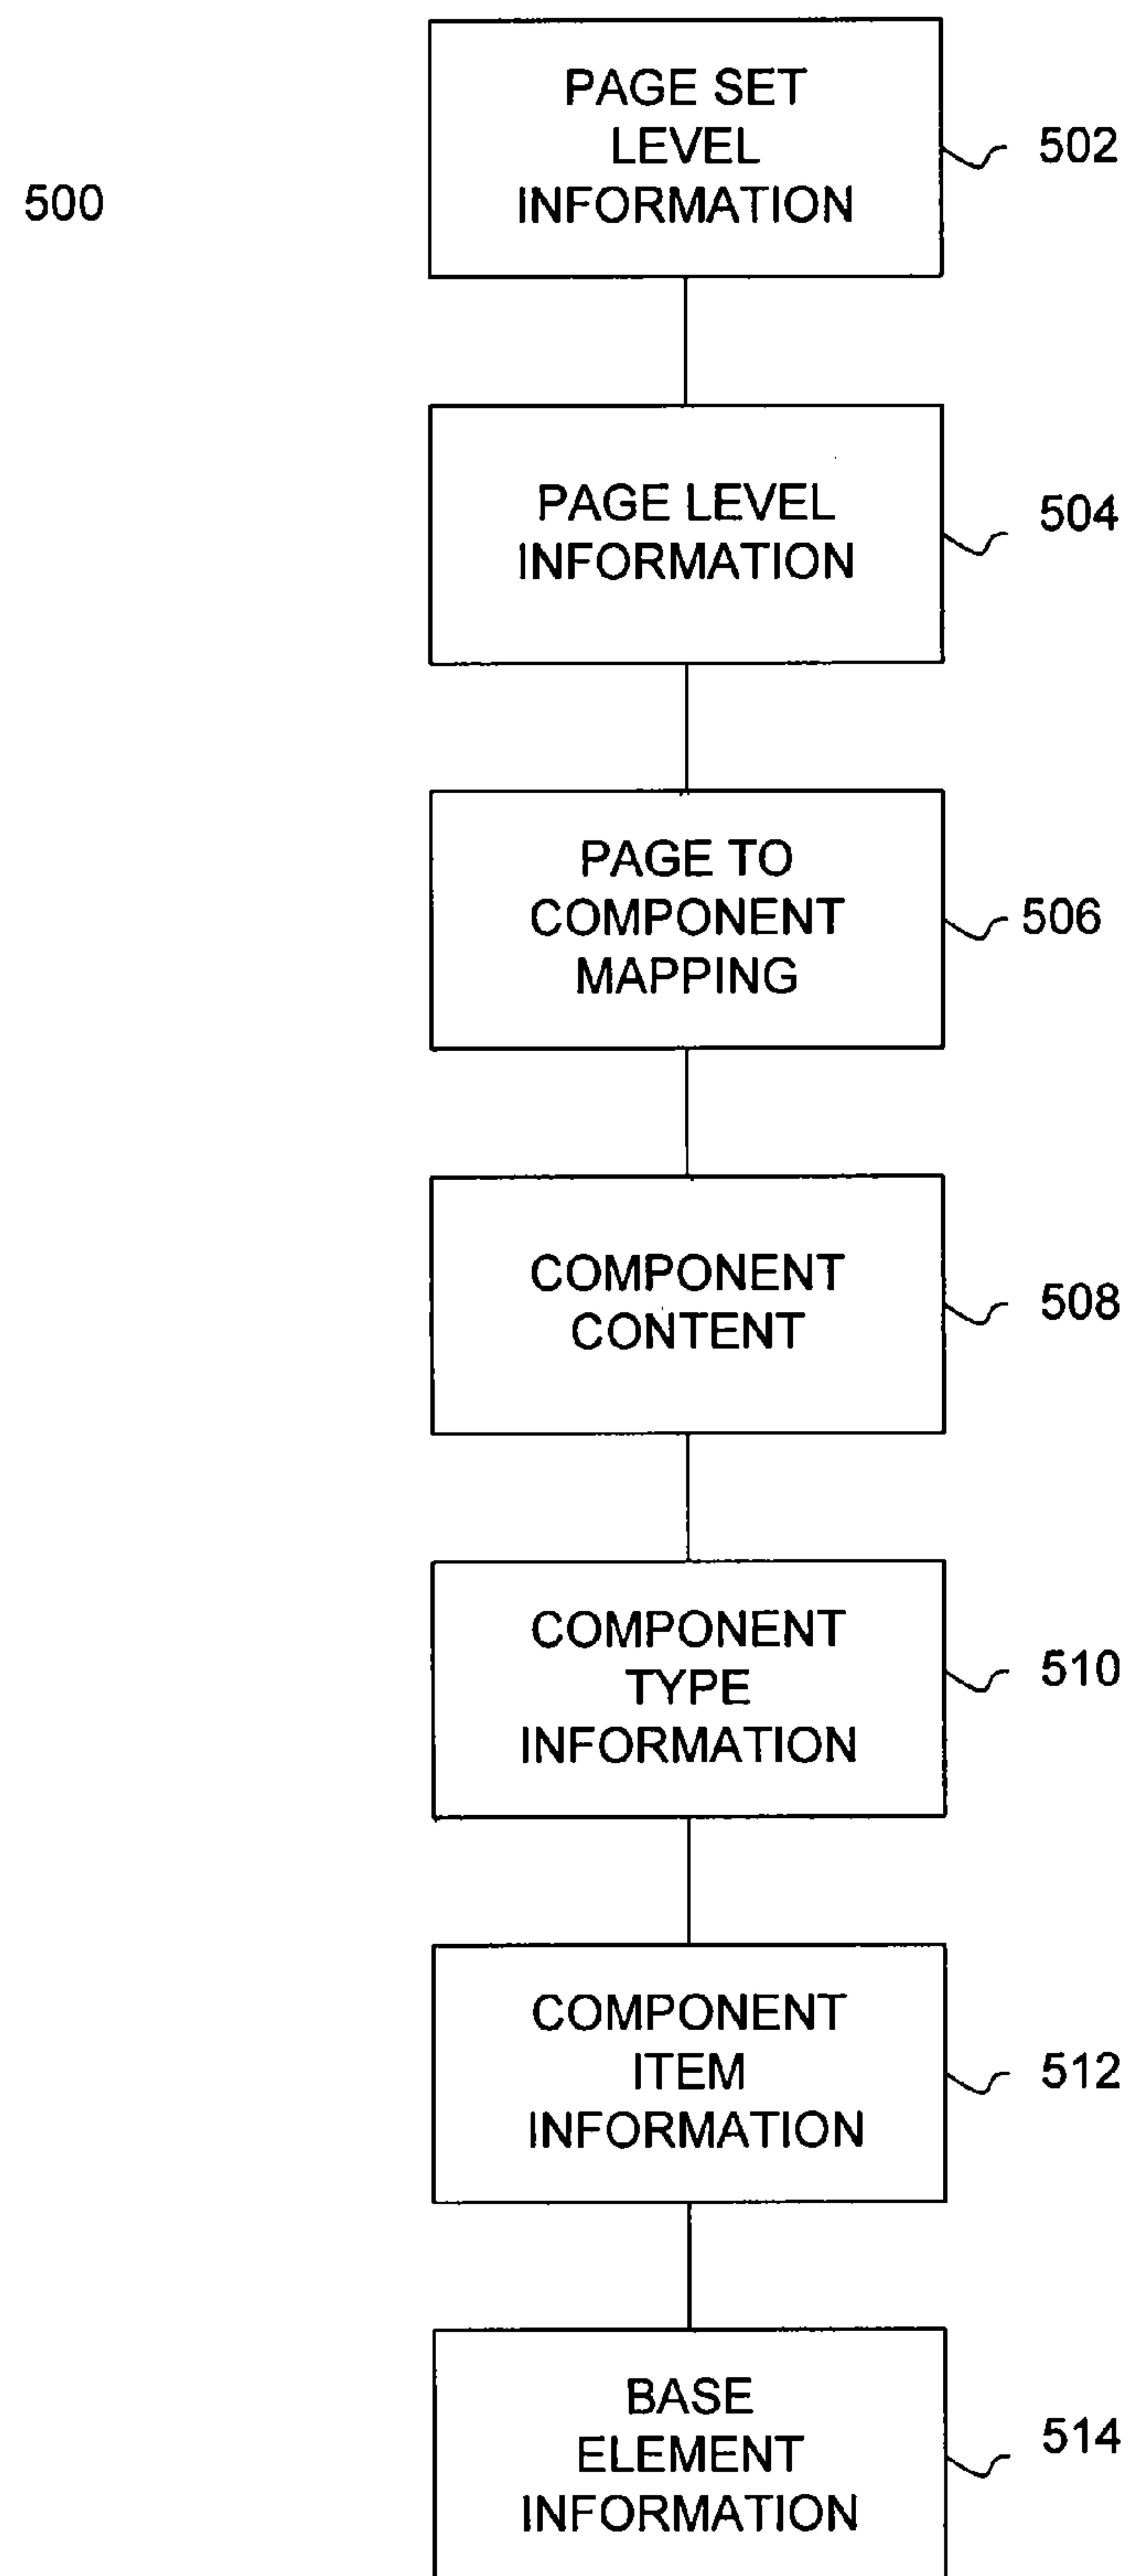 PAGE SET
LEVEL
INFORMATION
502
500
PAGE LEVEL
INFORMATION
504
PAGE TO
COMPONENT
MAPPING
506
COMPONENT
CONTENT
508
COMPONENT
TYPE
INFORMATION
510
COMPONENT
ITEM
INFORMATION
512
BASE
ELEMENT
INFORMATION
514